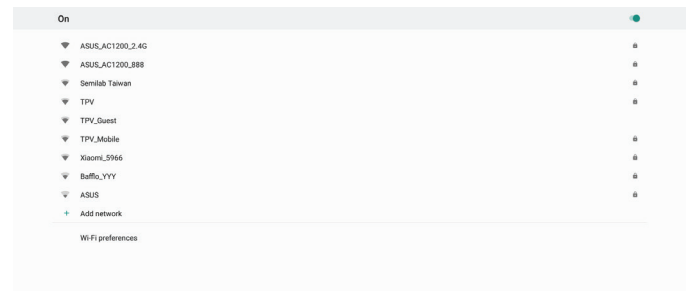 On
ASUS_AC1200_2.4G
ASUS_AC1200_888
Semilab Taiwan
TPV
TPV_Guest
TPV_Mobile
Xiaomi_5966
Bafflo_YYY
ASUS
+ Add network
Wi-Fi preferences